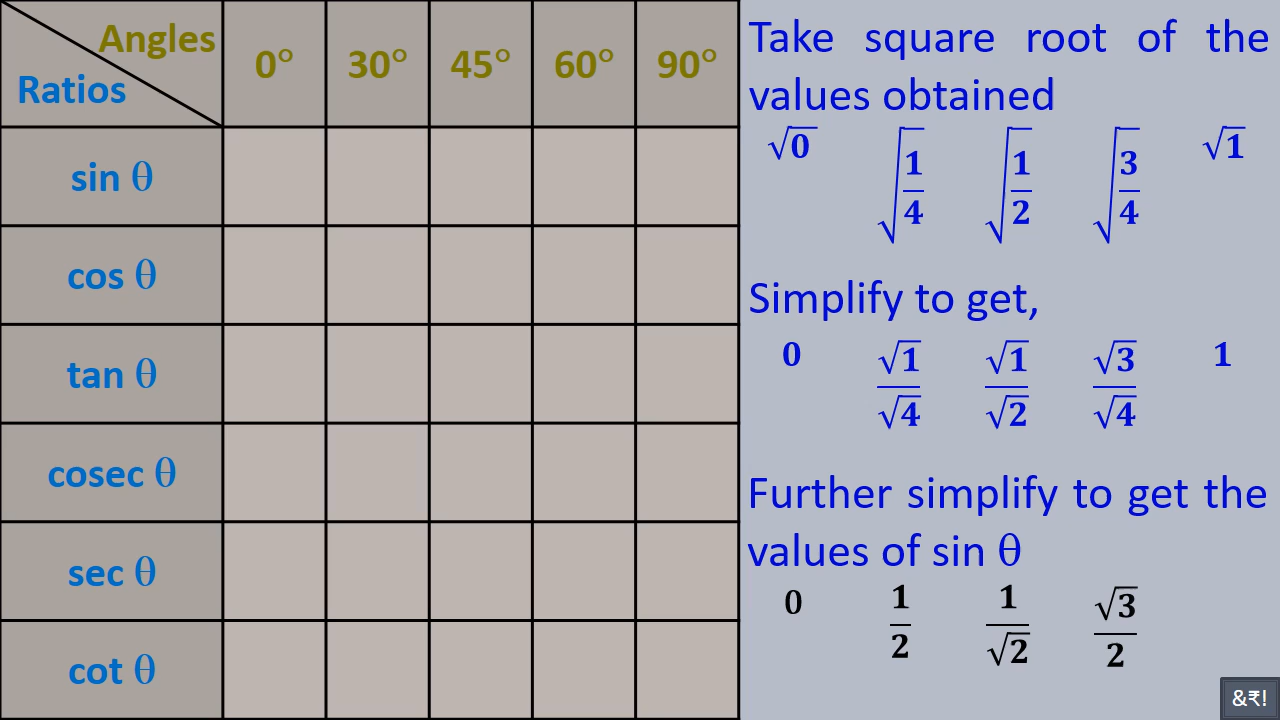 Angles
Ratios
0° 30° 45° 60° 90°
sin θ
cos θ
tan θ
cosec θ
sec θ
cot θ
Take square root of the
values obtained
√0 √(1/4) √(1/2) √(3/4) √1
Simplify to get,
0 √1/√4 √1/√2 √3/√4 1
Further simplify to get the
values of sin θ
0 1/2 1/√2 √3/2
&₹!